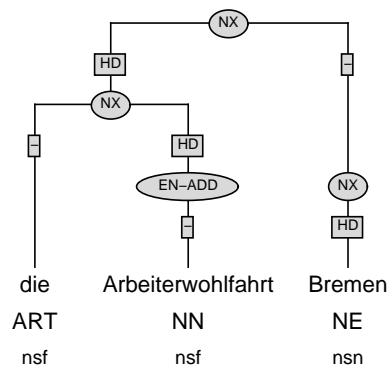 NX
HD –
NX
– HD
EN–ADD NX
– HD
die Arbeiterwohlfahrt Bremen
ART NN NE
nsf nsf nsn